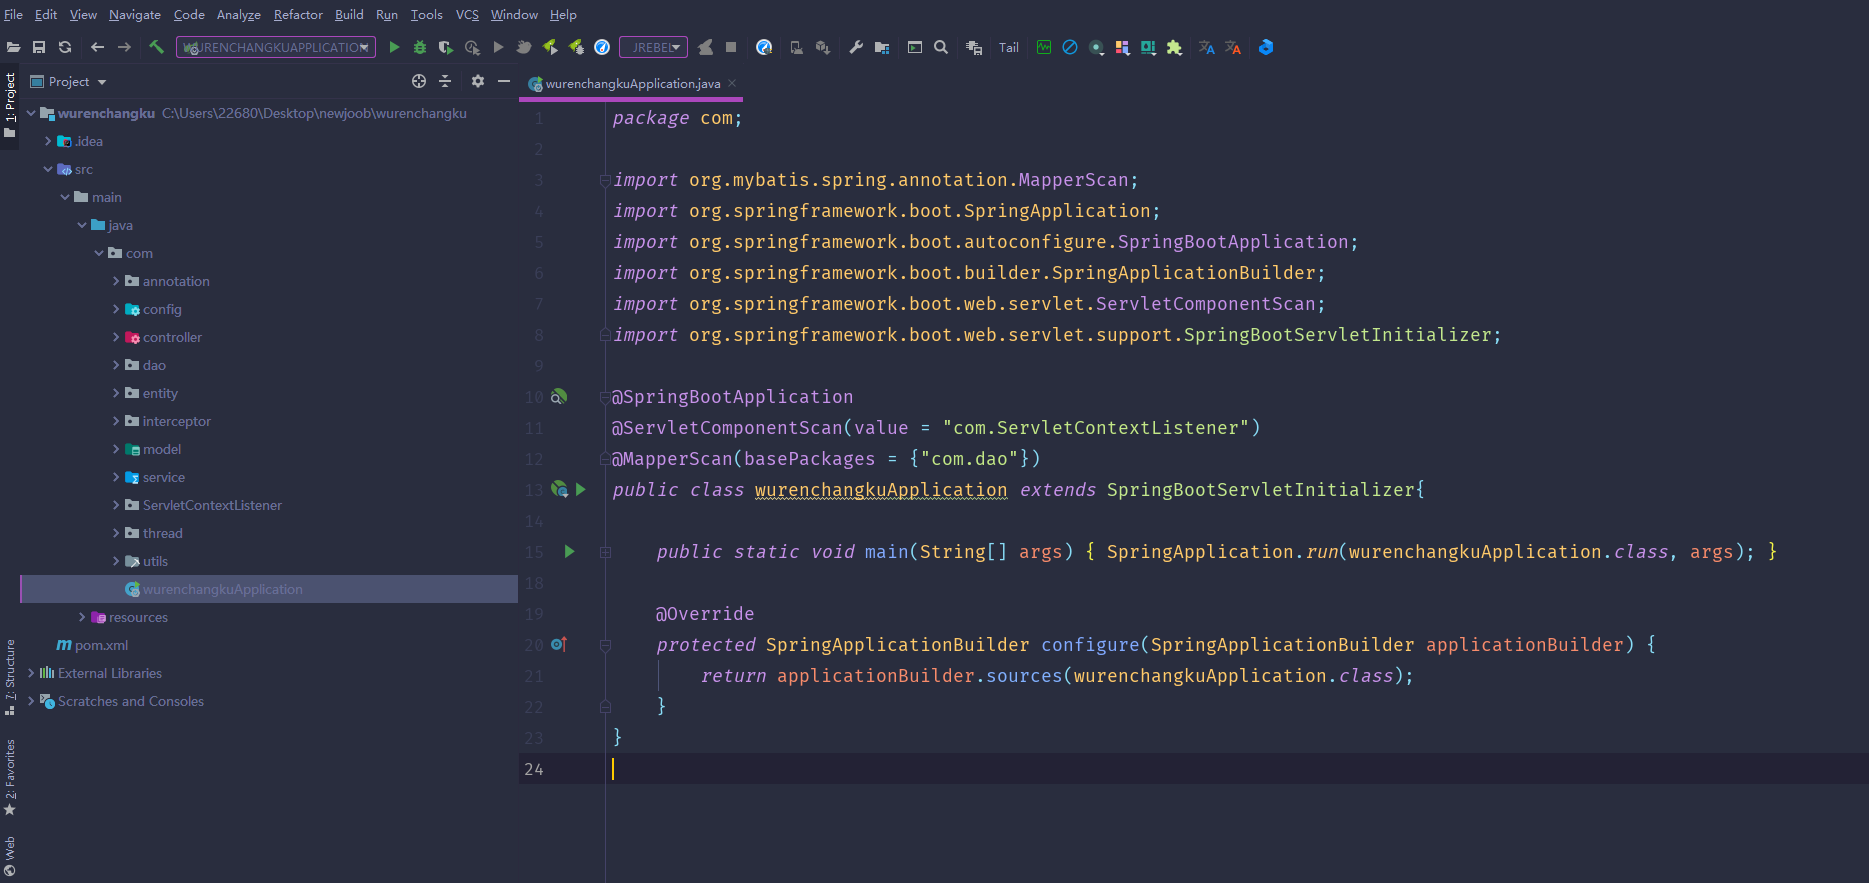 File Edit View Navigate Code Analyze Refactor Build Run Tools VCS Window Help
WURENCHANGKUAPPLICATION JREBEL Tail
1: Project
7: Structure
2: Favorites
Web
Project
wurenchangku C:\Users\22680\Desktop\newjoob\wurenchangku
.idea
src
main
java
com
annotation
config
controller
dao
entity
interceptor
model
service
ServletContextListener
thread
utils
wurenchangkuApplication
resources
pom.xml
External Libraries
Scratches and Consoles
wurenchangkuApplication.java
1 package com;
2
3 import org.mybatis.spring.annotation.MapperScan;
4 import org.springframework.boot.SpringApplication;
5 import org.springframework.boot.autoconfigure.SpringBootApplication;
6 import org.springframework.boot.builder.SpringApplicationBuilder;
7 import org.springframework.boot.web.servlet.ServletComponentScan;
8 import org.springframework.boot.web.servlet.support.SpringBootServletInitializer;
9
10 @SpringBootApplication
11 @ServletComponentScan(value = "com.ServletContextListener")
12 @MapperScan(basePackages = {"com.dao"})
13 public class wurenchangkuApplication extends SpringBootServletInitializer{
14
15 public static void main(String[] args) { SpringApplication.run(wurenchangkuApplication.class, args); }
18
19 @Override
20 protected SpringApplicationBuilder configure(SpringApplicationBuilder applicationBuilder) {
21 return applicationBuilder.sources(wurenchangkuApplication.class);
22 }
23 }
24